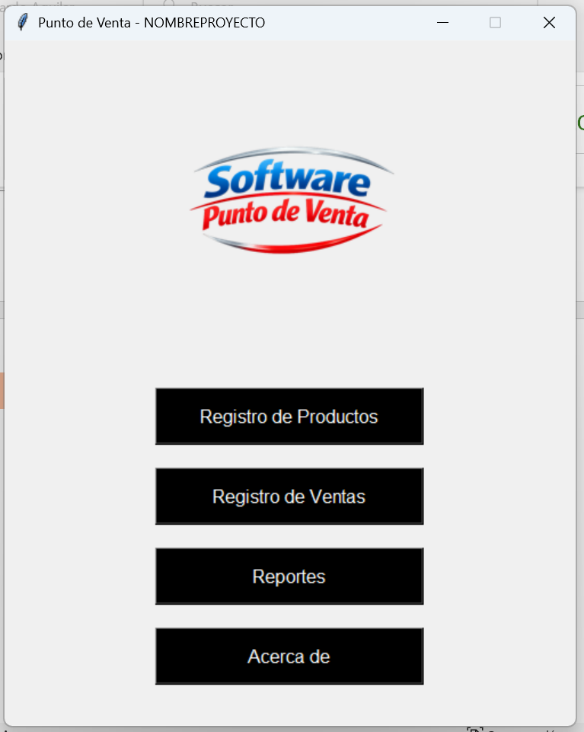 Punto de Venta - NOMBREPROYECTO
Software
Punto de Venta
Registro de Productos
Registro de Ventas
Reportes
Acerca de